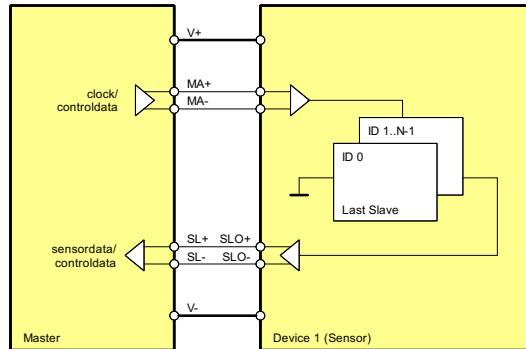 V+
clock/
controldata
MA+
MA-
ID 1..N-1
ID 0
Last Slave
sensordata/
controldata
SL+ SLO+
SL- SLO-
V-
Master
Device 1 (Sensor)